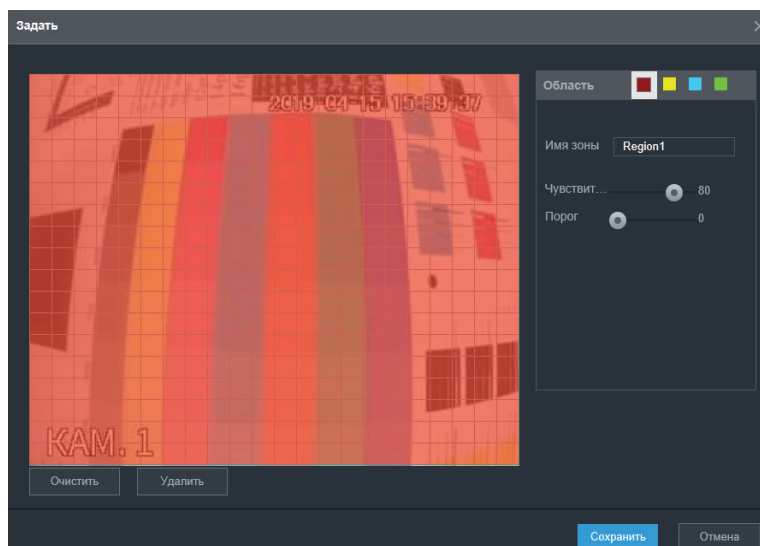 Задать
2019-04-15 15:39:37
Область
Имя зоны Region1
Чувствит... 80
Порог 0
КАМ. 1
Очистить Удалить
Сохранить Отмена